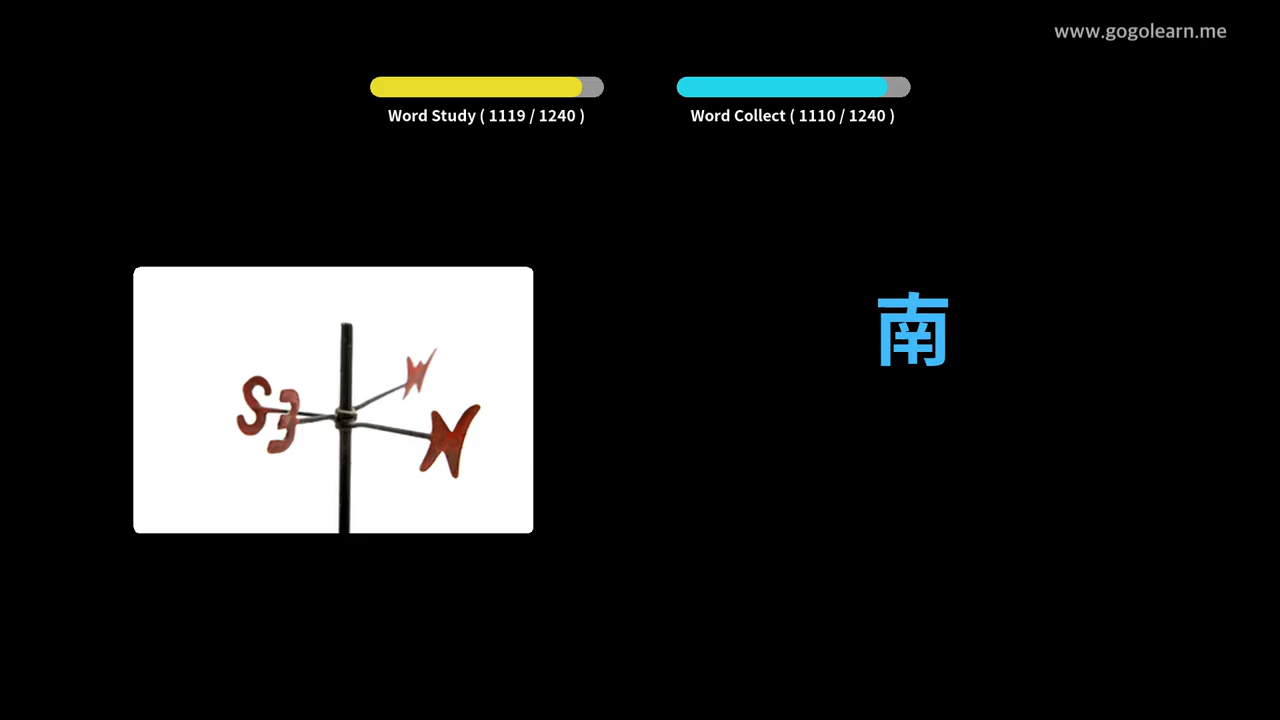 www.gogolearn.me
Word Study ( 1119 / 1240 )
Word Collect ( 1110 / 1240 )
南
S
E
N